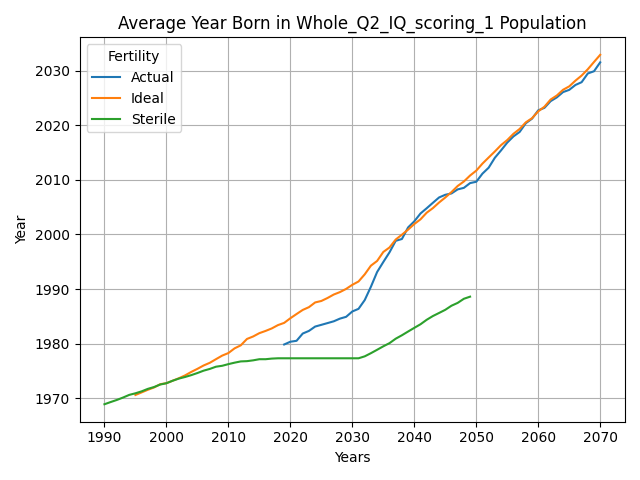 Average Year Born in Whole_Q2_IQ_scoring_1 Population
Fertility
Actual
Ideal
Sterile
Year
2030
2020
2010
2000
1990
1980
1970
1990 2000 2010 2020 2030 2040 2050 2060 2070
Years